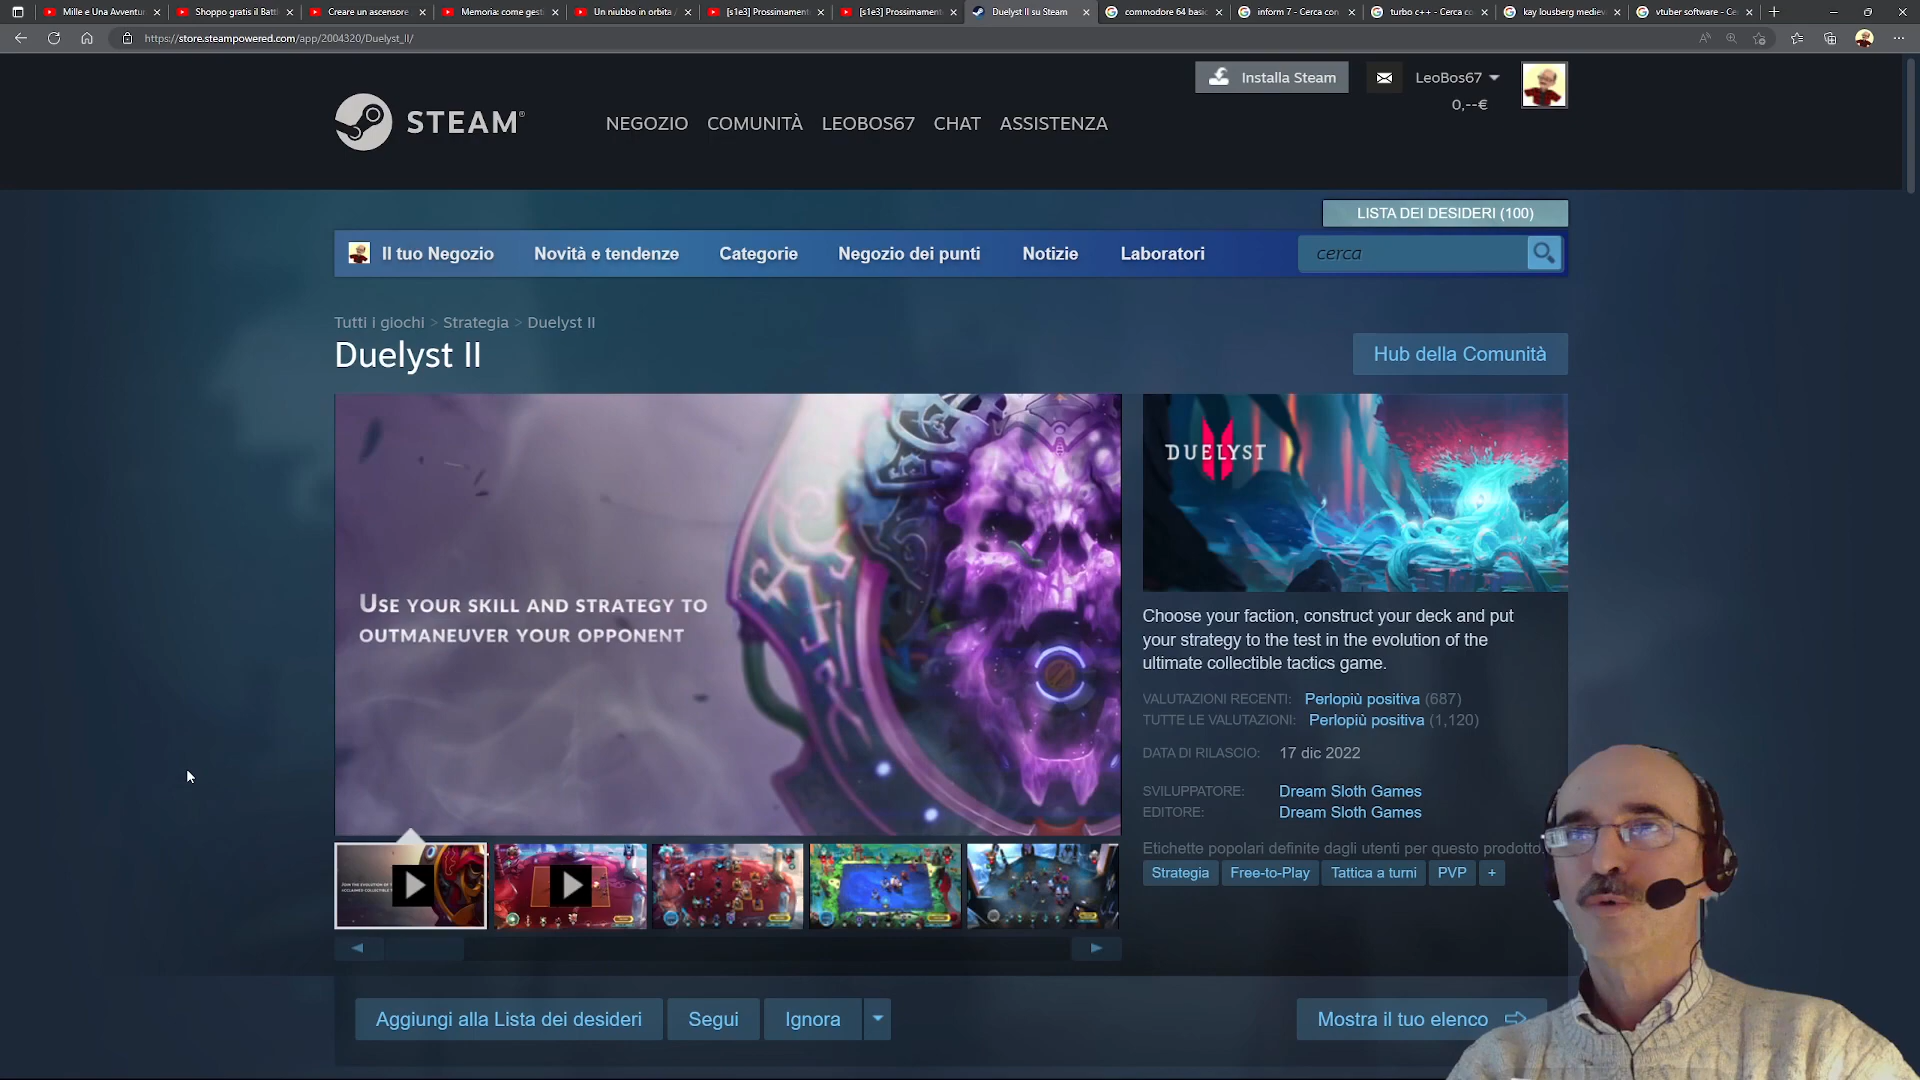 Mille e Una Avventur
Shoppo gratis il Battl
Creare un ascensore
Memoria: come gest
Un niubbo in orbita
[s1e3] Prossimament
[s1e3] Prossimament
Duelyst II su Steam
commodore 64 basic
inform 7 - Cerca con
turbo c++ - Cerca co
kay lousberg mediev
vtuber software - Ce
https://store.steampowered.com/app/2004320/Duelyst_II/
Installa Steam
LeoBos67
0,--€
STEAM®
NEGOZIO COMUNITÀ LEOBOS67 CHAT ASSISTENZA
LISTA DEI DESIDERI (100)
Il tuo Negozio Novità e tendenze Categorie Negozio dei punti Notizie Laboratori cerca
Tutti i giochi > Strategia > Duelyst II
Duelyst II
Hub della Comunità
USE YOUR SKILL AND STRATEGY TO
OUTMANEUVER YOUR OPPONENT
DUELYST
Choose your faction, construct your deck and put
your strategy to the test in the evolution of the
ultimate collectible tactics game.
VALUTAZIONI RECENTI: Perlopiù positiva (687)
TUTTE LE VALUTAZIONI: Perlopiù positiva (1,120)
DATA DI RILASCIO: 17 dic 2022
SVILUPPATORE: Dream Sloth Games
EDITORE: Dream Sloth Games
Etichette popolari definite dagli utenti per questo prodotto:
Strategia Free-to-Play Tattica a turni PVP +
Aggiungi alla Lista dei desideri Segui Ignora
Mostra il tuo elenco